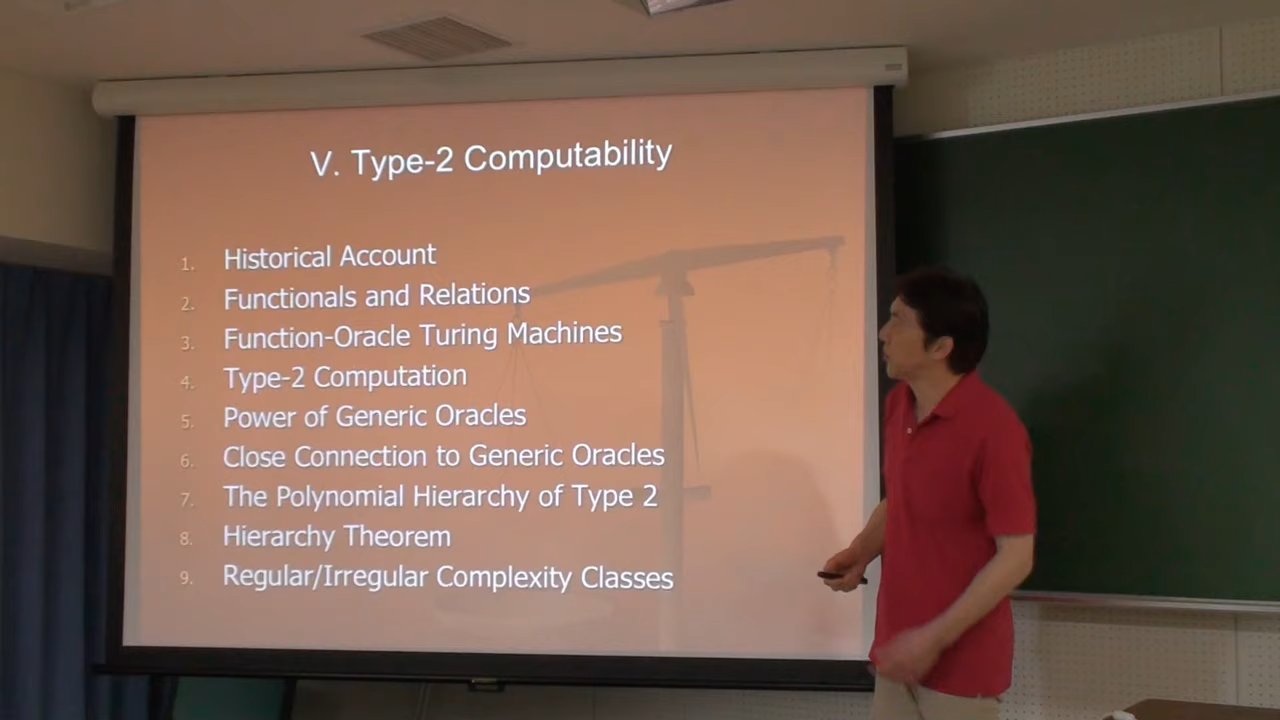 V. Type-2 Computability
1. Historical Account
2. Functionals and Relations
3. Function-Oracle Turing Machines
4. Type-2 Computation
5. Power of Generic Oracles
6. Close Connection to Generic Oracles
7. The Polynomial Hierarchy of Type 2
8. Hierarchy Theorem
9. Regular/Irregular Complexity Classes